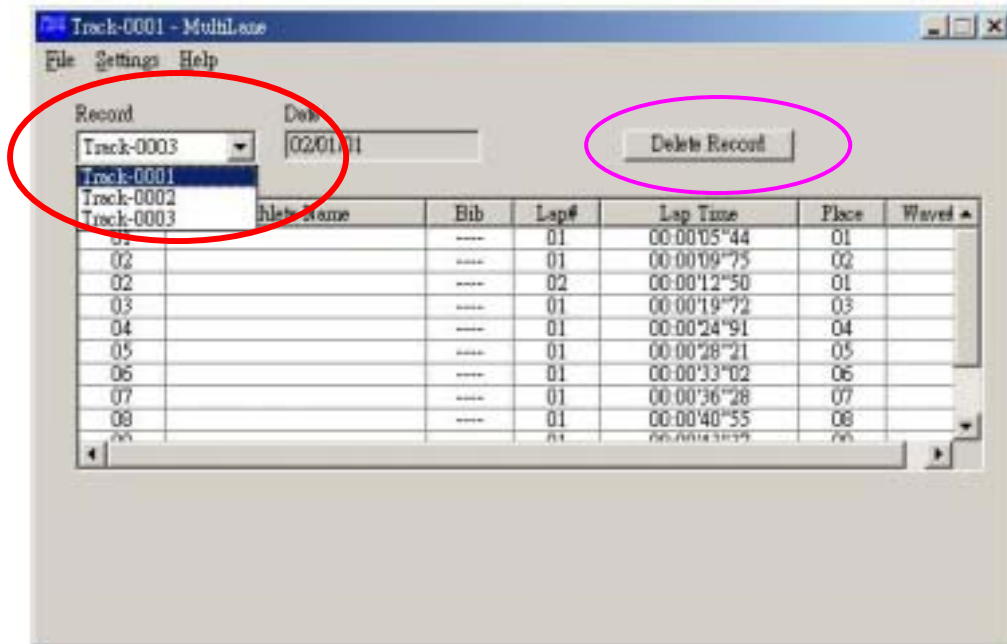 Track-0001 - MultiLane
File Settings Help
Record Date
Track-0003 02/01/01 Delete Record
Track-0001
Track-0002
Track-0003
hlete Name Bib Lap# Lap Time Place Wave#
01 ---- 01 00:00'05"44 01
02 ---- 01 00:00'09"75 02
02 ---- 02 00:00'12"50 01
03 ---- 01 00:00'19"72 03
04 ---- 01 00:00'24"91 04
05 ---- 01 00:00'28"21 05
06 ---- 01 00:00'33"02 06
07 ---- 01 00:00'36"28 07
08 ---- 01 00:00'40"55 08